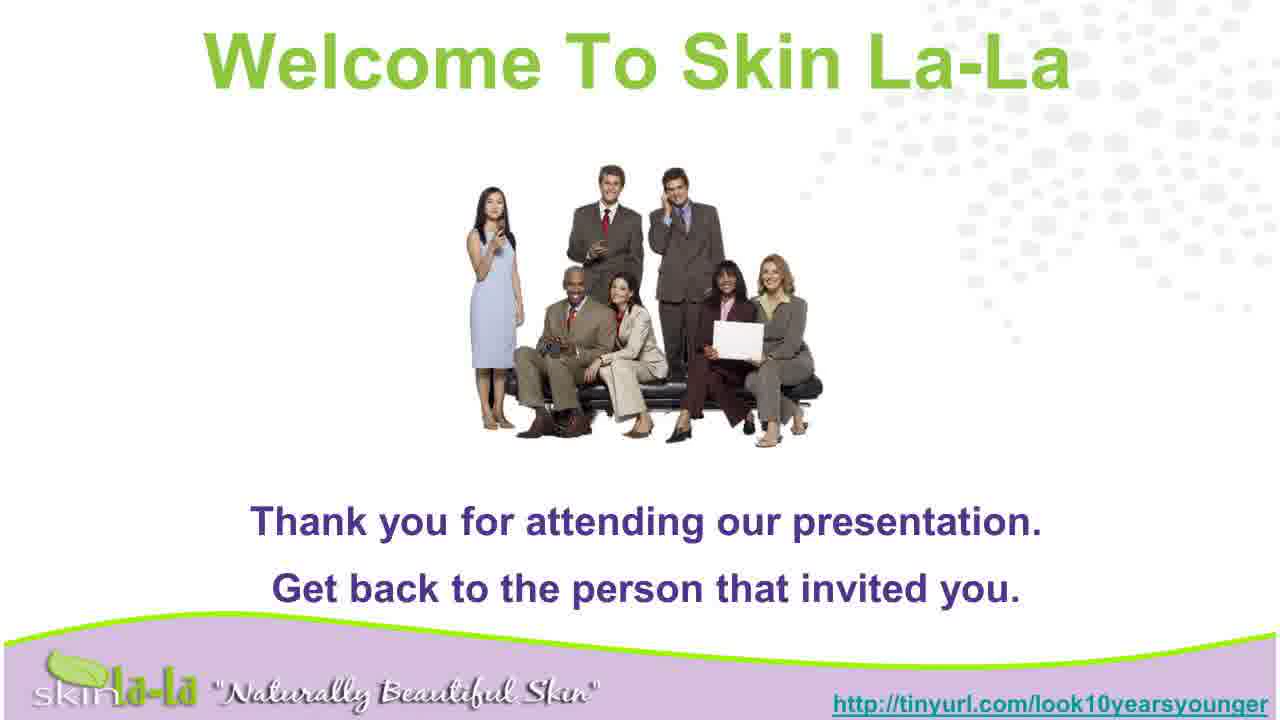 Welcome To Skin La-La
Thank you for attending our presentation.
Get back to the person that invited you.
skin la-la "Naturally Beautiful Skin"
http://tinyurl.com/look10yearsyounger